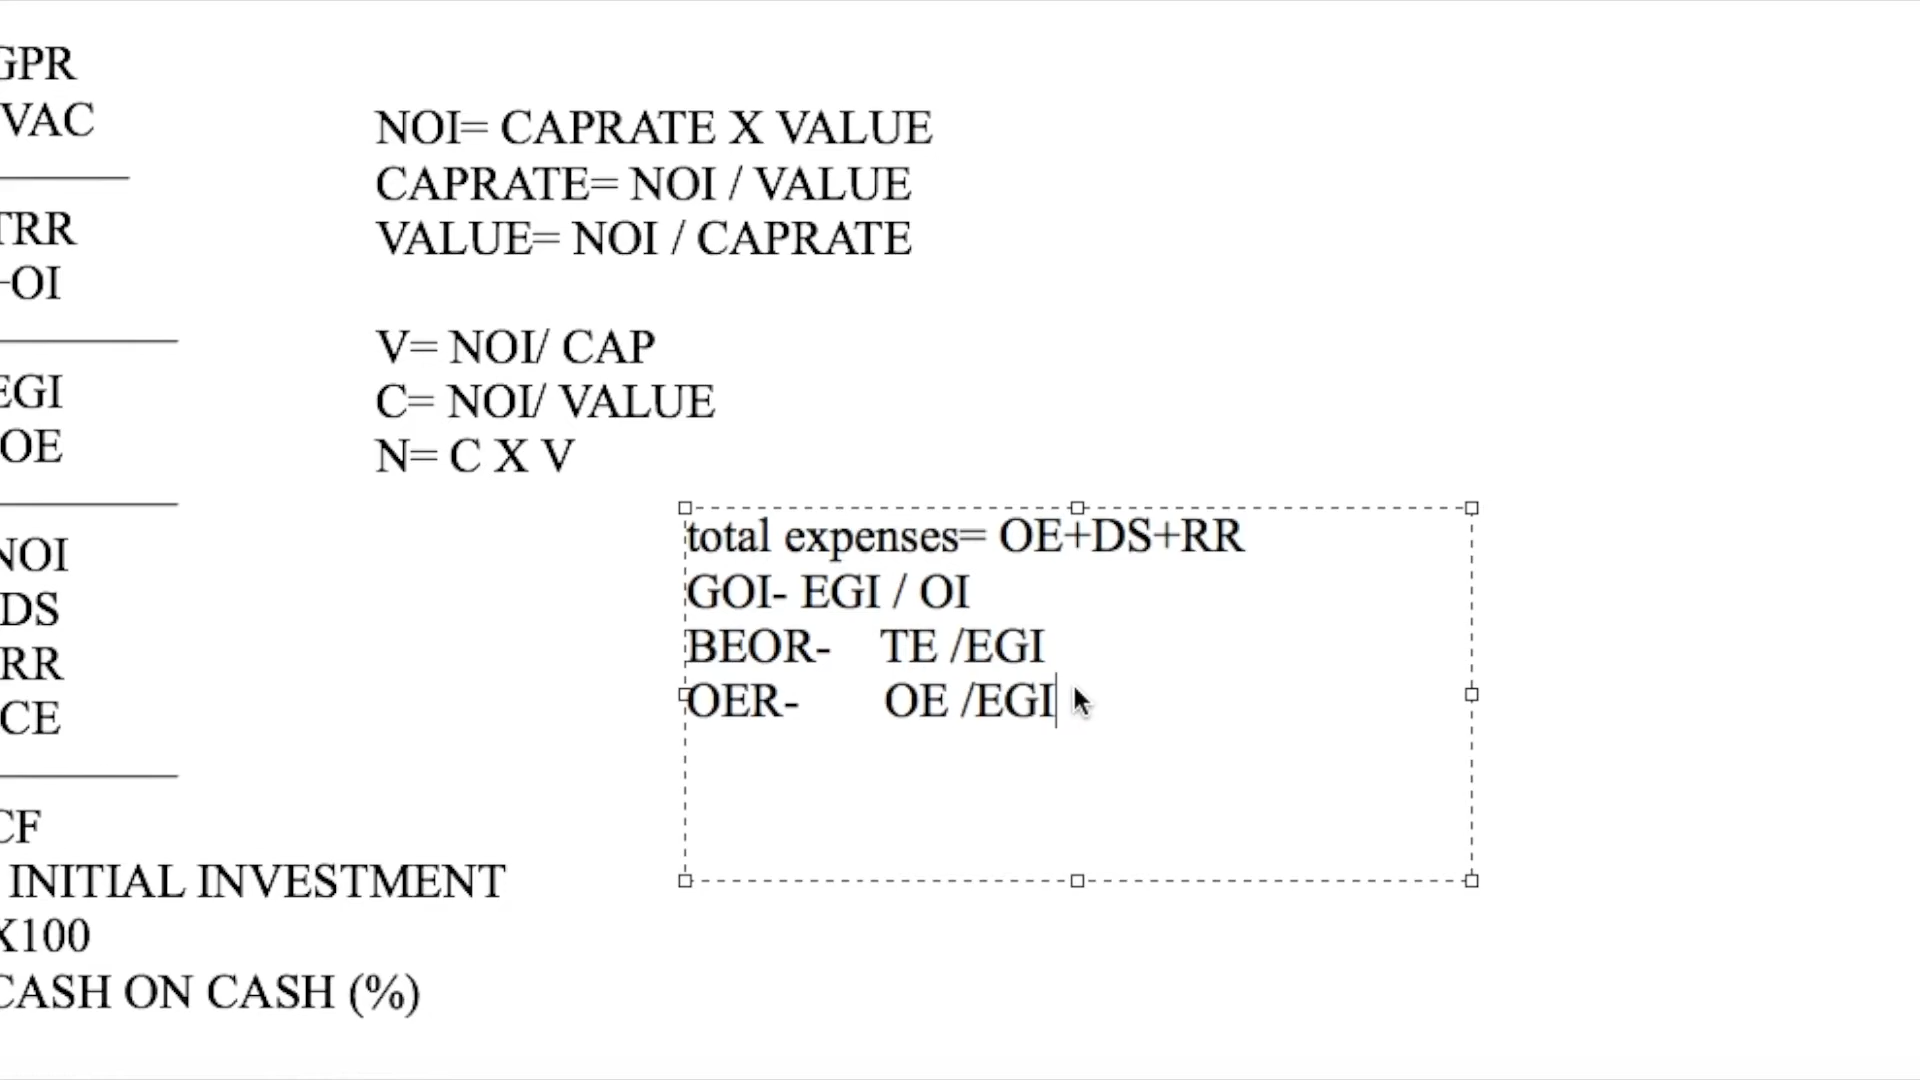 GPR
VAC
TRR
+OI
EGI
OE
NOI
DS
RR
CE
CF
INITIAL INVESTMENT
X100
CASH ON CASH (%)
NOI= CAPRATE X VALUE
CAPRATE= NOI / VALUE
VALUE= NOI / CAPRATE
V= NOI/ CAP
C= NOI/ VALUE
N= C X V
total expenses= OE+DS+RR
GOI- EGI / OI
BEOR- TE /EGI
OER- OE /EGI